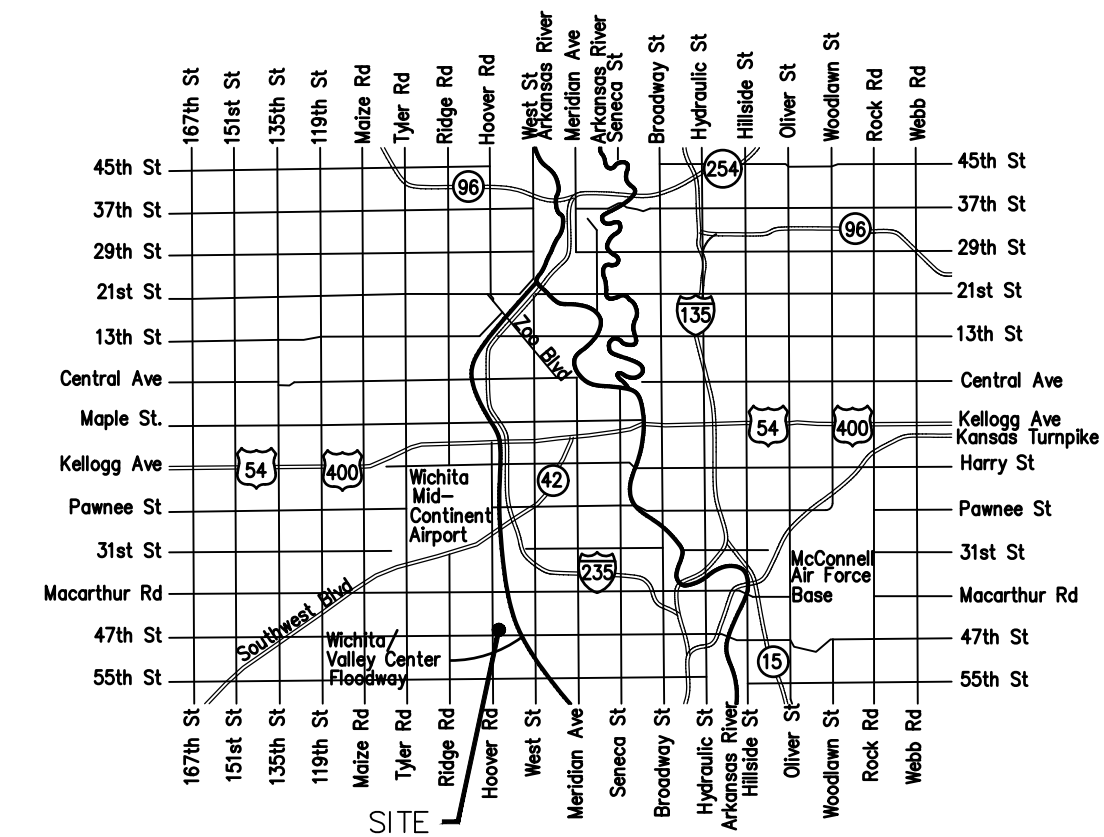 167th St
151st St
135th St
119th St
Maize Rd
Tyler Rd
Ridge Rd
Hoover Rd
West St
Arkansas River
Meridian Ave
Arkansas River
Seneca St
Broadway St
Hydraulic St
Hillside St
Oliver St
Woodlawn St
Rock Rd
Webb Rd
45th St
254
45th St
96
37th St
37th St
96
29th St
29th St
21st St
21st St
135
13th St
Zoo Blvd
13th St
Central Ave
Central Ave
Maple St.
54
400
Kellogg Ave
Kansas Turnpike
Kellogg Ave
54
400
Harry St
Wichita
Mid-
Continent
Airport
42
Pawnee St
Pawnee St
31st St
31st St
McConnell
Air Force
Base
235
Macarthur Rd
Macarthur Rd
Southwest Blvd
47th St
47th St
Wichita/
Valley Center
Floodway
15
55th St
55th St
167th St
151st St
135th St
119th St
Maize Rd
Tyler Rd
Ridge Rd
Hoover Rd
West St
Meridian Ave
Seneca St
Broadway St
Hydraulic St
Arkansas River
Hillside St
Oliver St
Woodlawn St
Rock Rd
Webb Rd
SITE